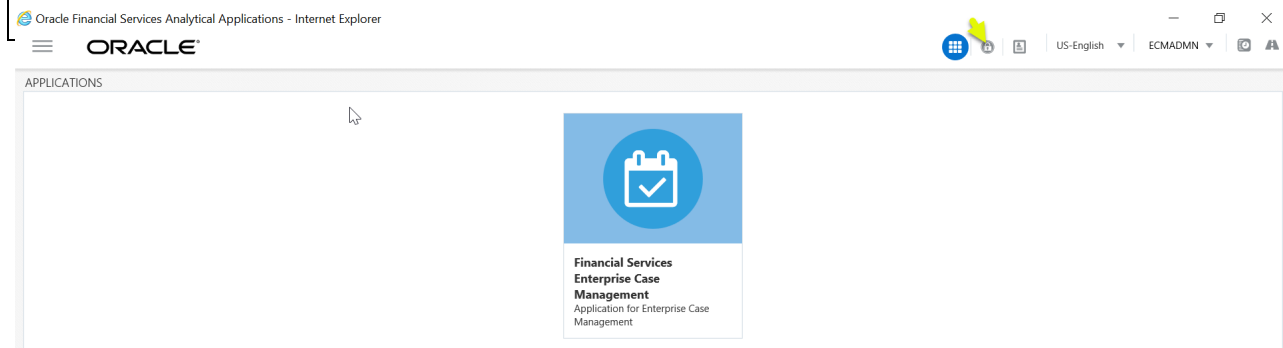 Oracle Financial Services Analytical Applications - Internet Explorer
ORACLE®
US-English
ECMADMN
APPLICATIONS
Financial Services
Enterprise Case
Management
Application for Enterprise Case
Management